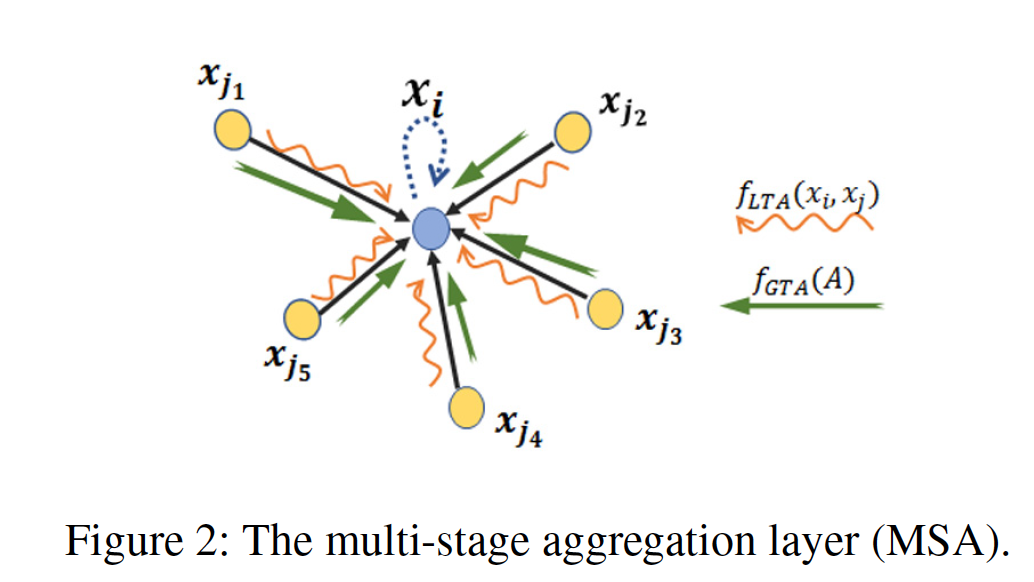 x_{j_1}
x_i
x_{j_2}
f_{LTA}(x_i, x_j)
f_{GTA}(A)
x_{j_3}
x_{j_5}
x_{j_4}
Figure 2: The multi-stage aggregation layer (MSA).